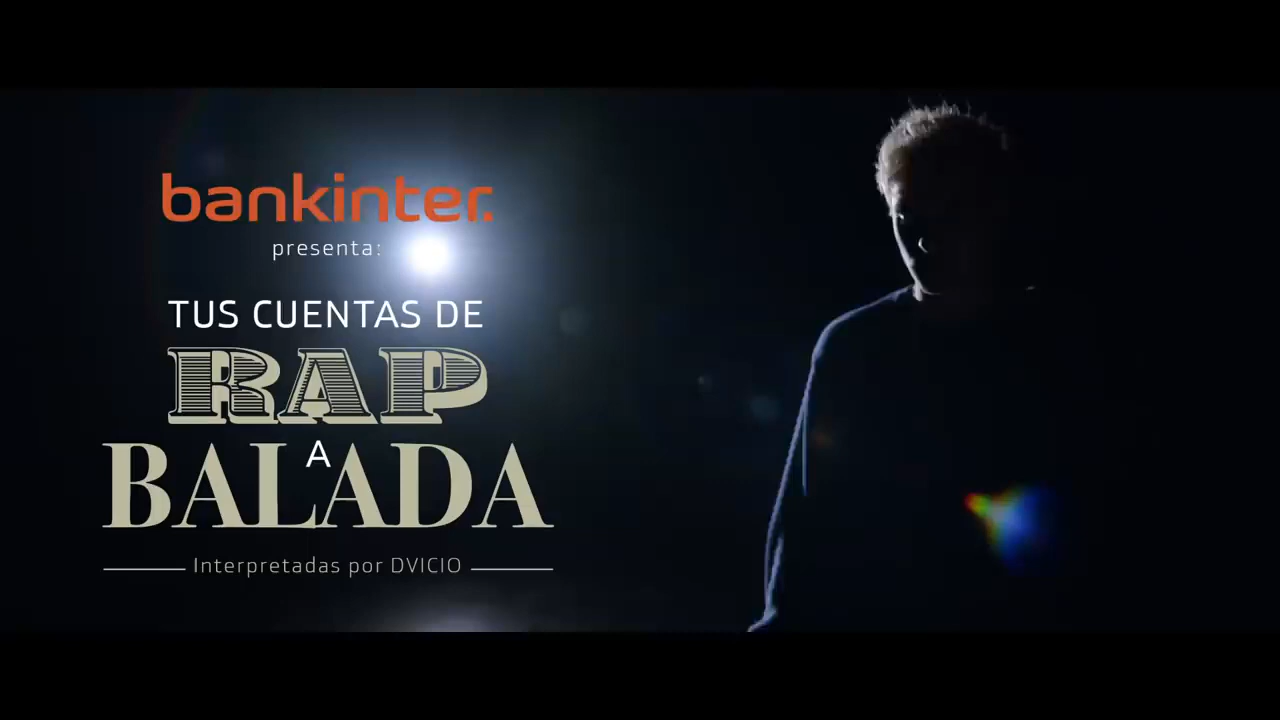 bankinter.
presenta:
TUS CUENTAS DE
RAP
A
BALADA
Interpretadas por DVICIO